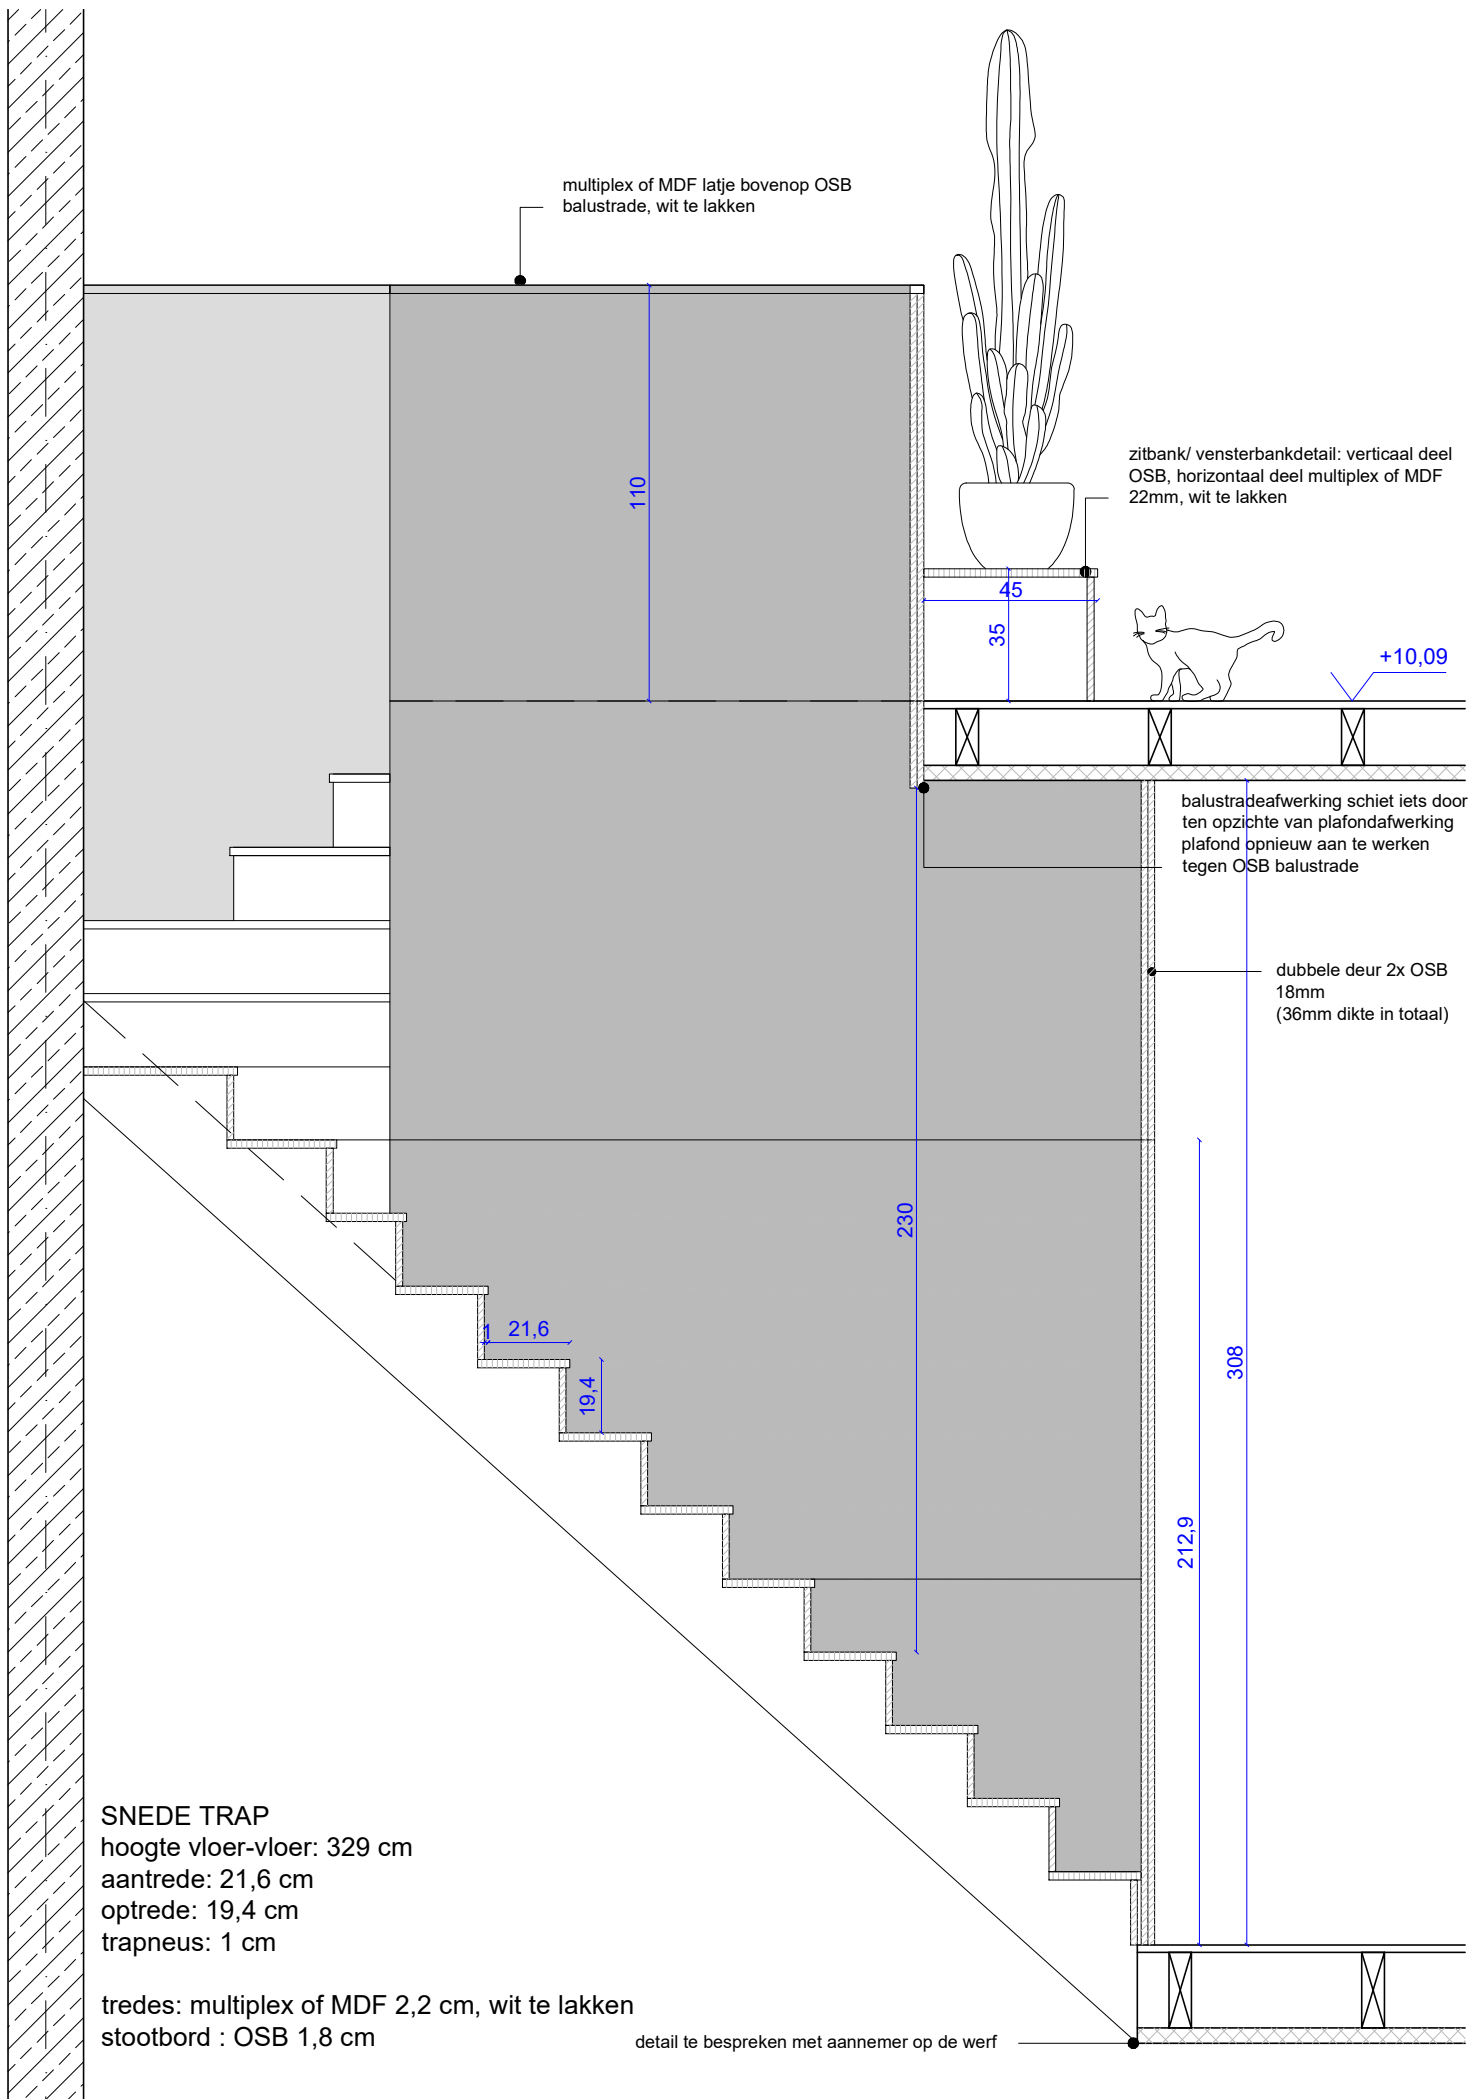 multiplex of MDF latje bovenop OSB
balustrade, wit te lakken
110
zitbank/ vensterbankdetail: verticaal deel
OSB, horizontaal deel multiplex of MDF
22mm, wit te lakken
45
35
+10,09
balustradeafwerking schiet iets door
ten opzichte van plafondafwerking
plafond opnieuw aan te werken
tegen OSB balustrade
dubbele deur 2x OSB
18mm
(36mm dikte in totaal)
230
1
21,6
19,4
308
212,9
SNEDE TRAP
hoogte vloer-vloer: 329 cm
aantrede: 21,6 cm
optrede: 19,4 cm
trapneus: 1 cm
tredes: multiplex of MDF 2,2 cm, wit te lakken
stootbord : OSB 1,8 cm
detail te bespreken met aannemer op de werf